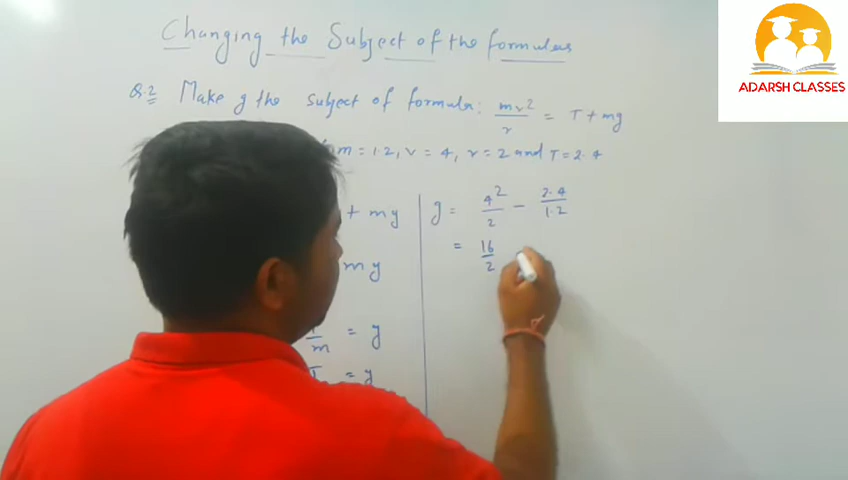 Changing the Subject of the formulas
ADARSH CLASSES
Q.2 Make g the subject of formula: mv²/r = T + mg
m = 1.2, v = 4, r = 2 and T = 2.4
+ mg
mg
/m = g
T = g
g = 4²/2 - 2.4/1.2
= 16/2